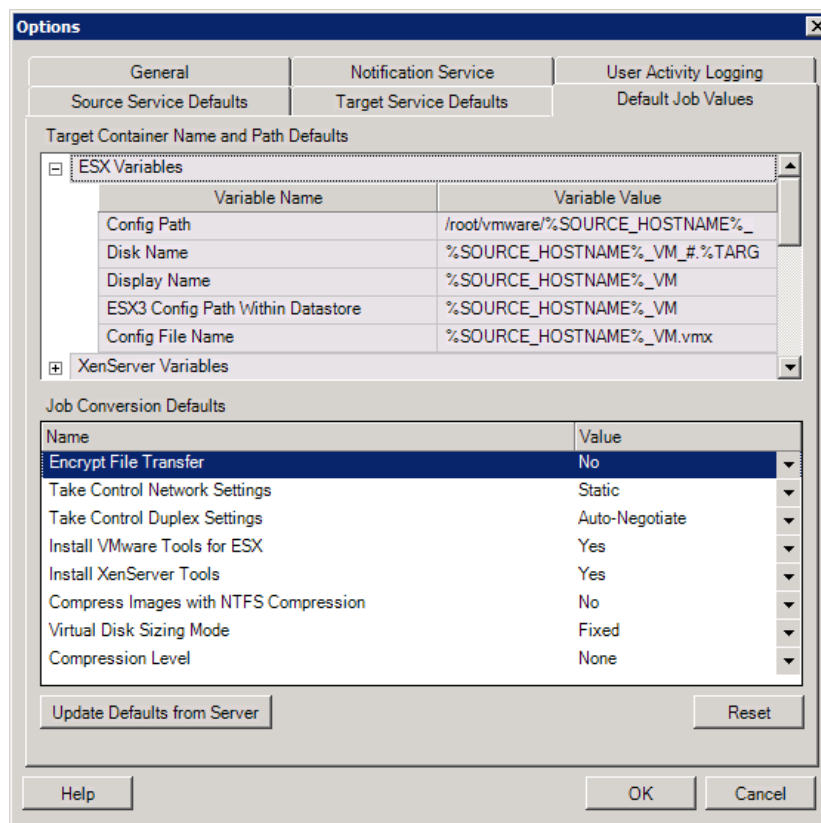 Options
General Notification Service User Activity Logging
Source Service Defaults Target Service Defaults Default Job Values
Target Container Name and Path Defaults
ESX Variables
Variable Name Variable Value
Config Path /root/vmware/%SOURCE_HOSTNAME%_
Disk Name %SOURCE_HOSTNAME%_VM_#.%TARG
Display Name %SOURCE_HOSTNAME%_VM
ESX3 Config Path Within Datastore %SOURCE_HOSTNAME%_VM
Config File Name %SOURCE_HOSTNAME%_VM.vmx
XenServer Variables
Job Conversion Defaults
Name Value
Encrypt File Transfer No
Take Control Network Settings Static
Take Control Duplex Settings Auto-Negotiate
Install VMware Tools for ESX Yes
Install XenServer Tools Yes
Compress Images with NTFS Compression No
Virtual Disk Sizing Mode Fixed
Compression Level None
Update Defaults from Server Reset
Help OK Cancel